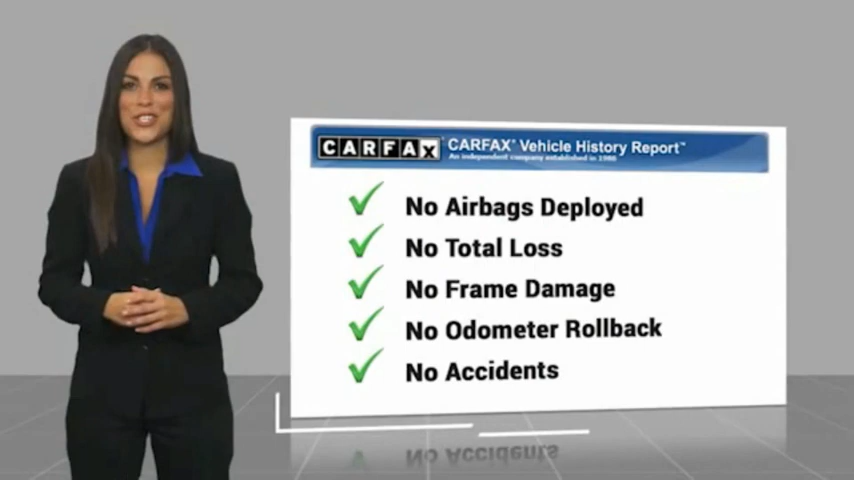 CARFAX CARFAX® Vehicle History Report™
An independent company established in 1986
No Airbags Deployed
No Total Loss
No Frame Damage
No Odometer Rollback
No Accidents
No Accidents